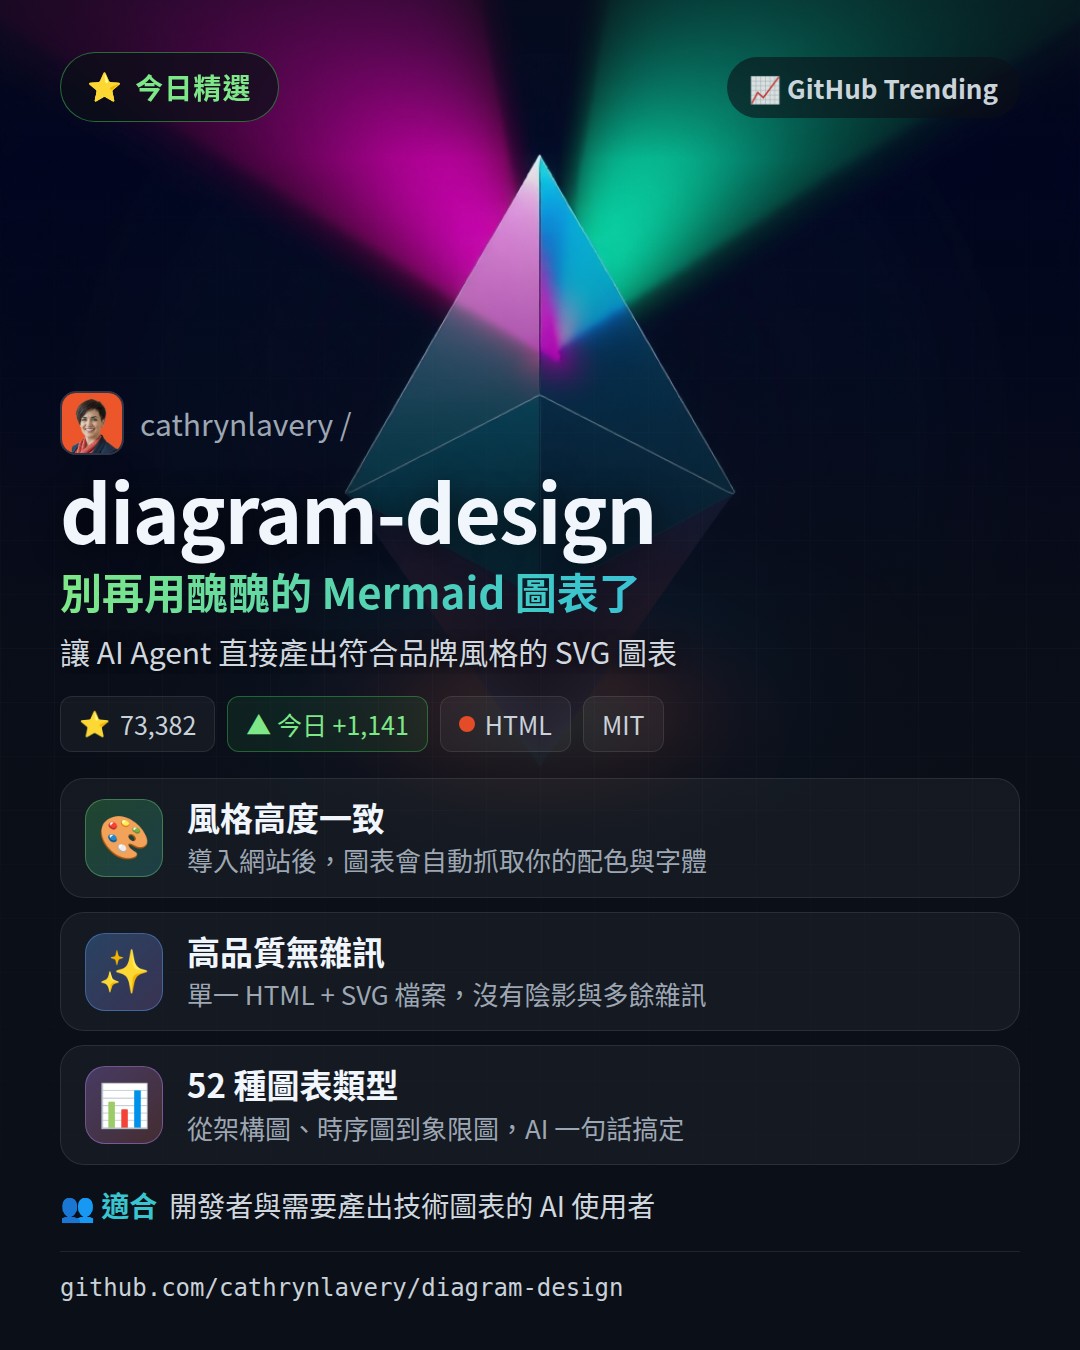 ⭐ 今日精選
📈 GitHub Trending
cathrynlavery /
diagram-design
別再用醜醜的 Mermaid 圖表了
讓 AI Agent 直接產出符合品牌風格的 SVG 圖表
⭐ 73,382
▲ 今日 +1,141
HTML
MIT
風格高度一致
導入網站後，圖表會自動抓取你的配色與字體
高品質無雜訊
單一 HTML + SVG 檔案，沒有陰影與多餘雜訊
52 種圖表類型
從架構圖、時序圖到象限圖，AI 一句話搞定
👥 適合 開發者與需要產出技術圖表的 AI 使用者
github.com/cathrynlavery/diagram-design